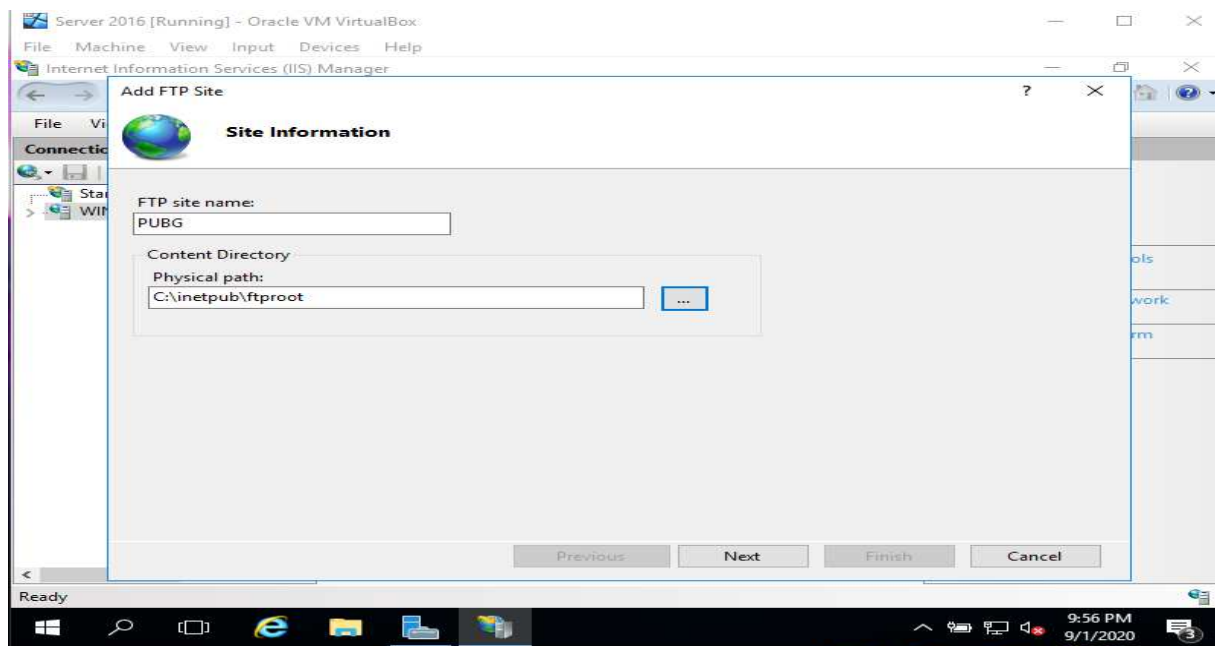 Server 2016 [Running] - Oracle VM VirtualBox
File Machine View Input Devices Help
Internet Information Services (IIS) Manager
Add FTP Site ?
File Vi
Site Information
Connectic
Star
WIN
FTP site name:
PUBG
Content Directory
Physical path:
C:\inetpub\ftproot
...
ols
work
rm
Previous Next Finish Cancel
Ready
9:56 PM
9/1/2020
3